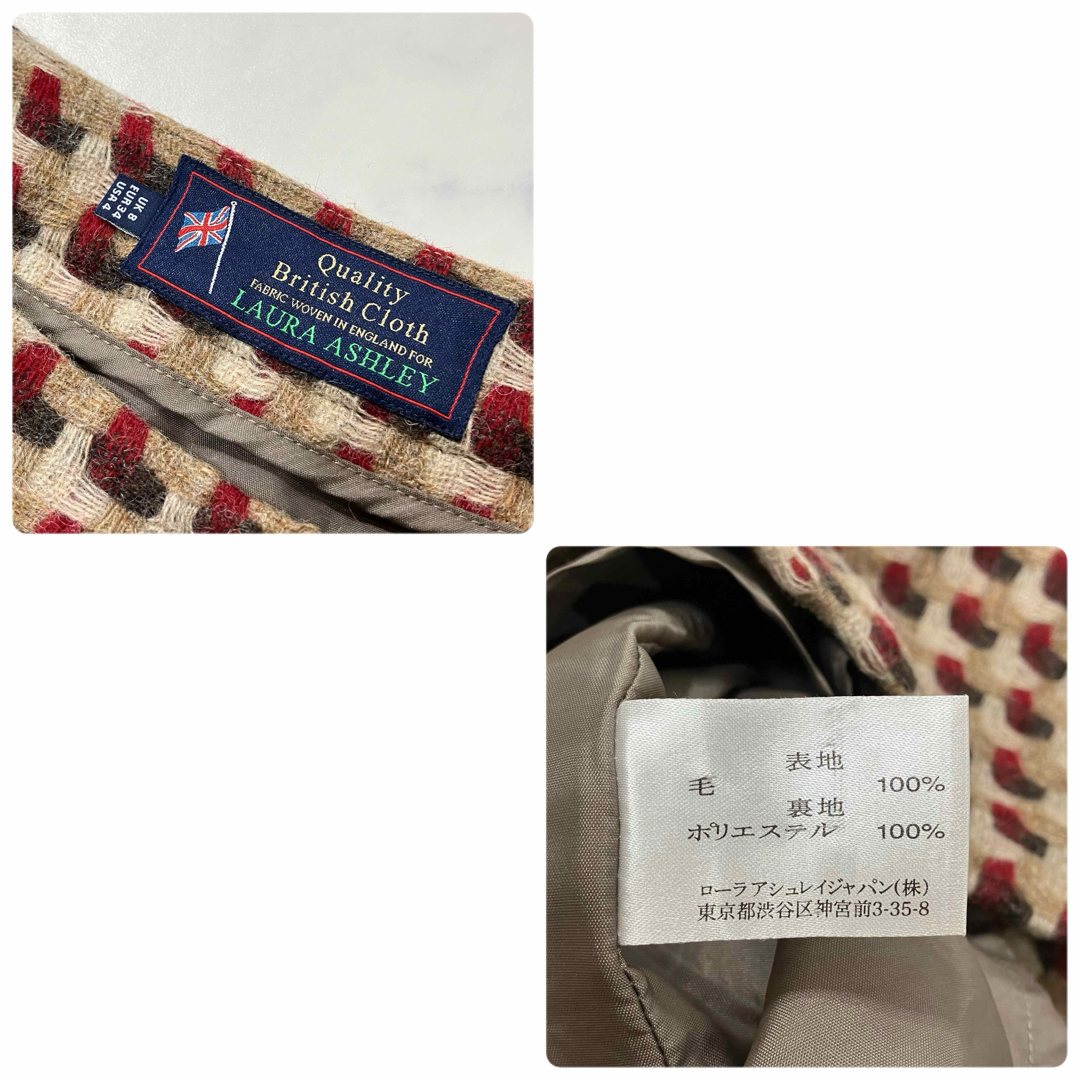 UK 8
EUR34
USA 4
Quality
British Cloth
FABRIC WOVEN IN ENGLAND FOR
LAURA ASHLEY
表地
毛 100%
裏地
ポリエステル 100%
ローラ アシュレイジャパン(株)
東京都渋谷区神宮前3-35-8